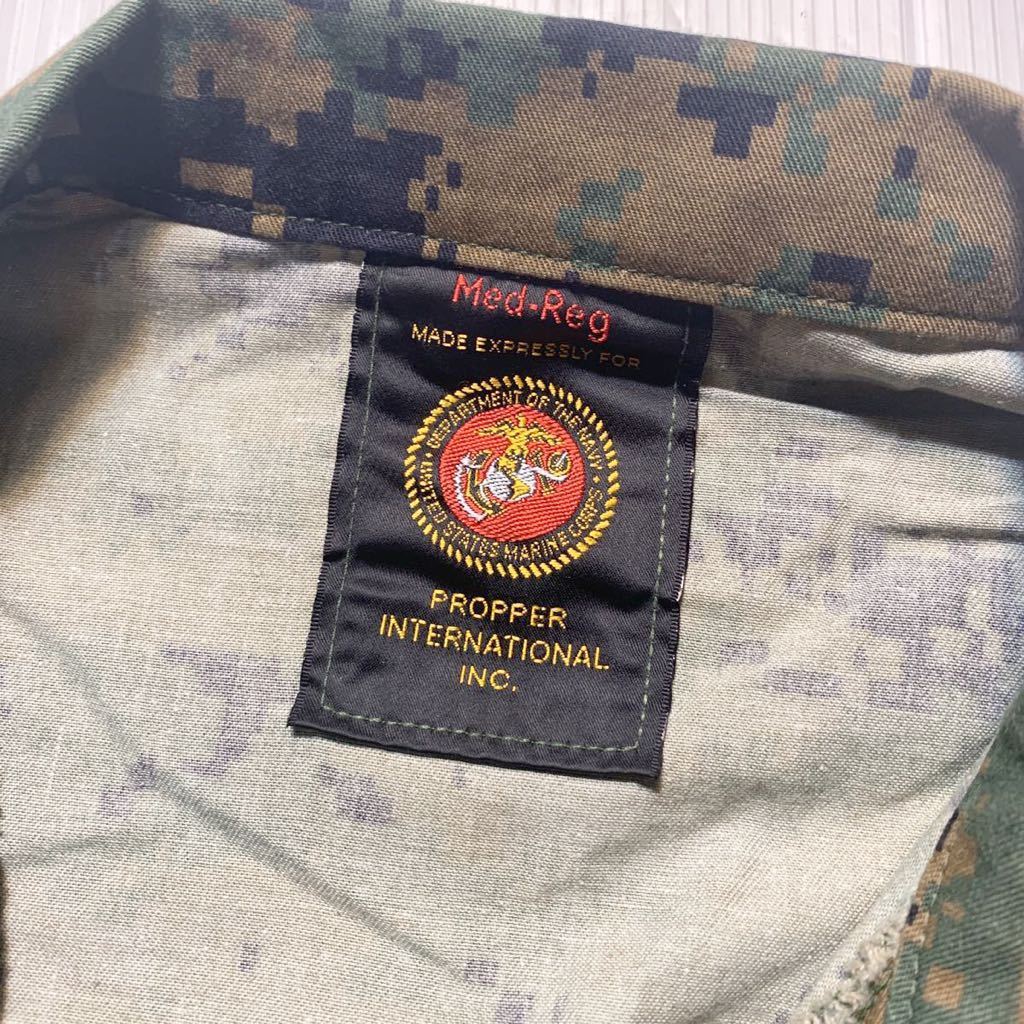 Med-Reg
MADE EXPRESSLY FOR
DEPARTMENT OF THE NAVY
UNITED STATES MARINE CORPS
PROPPER
INTERNATIONAL
INC.